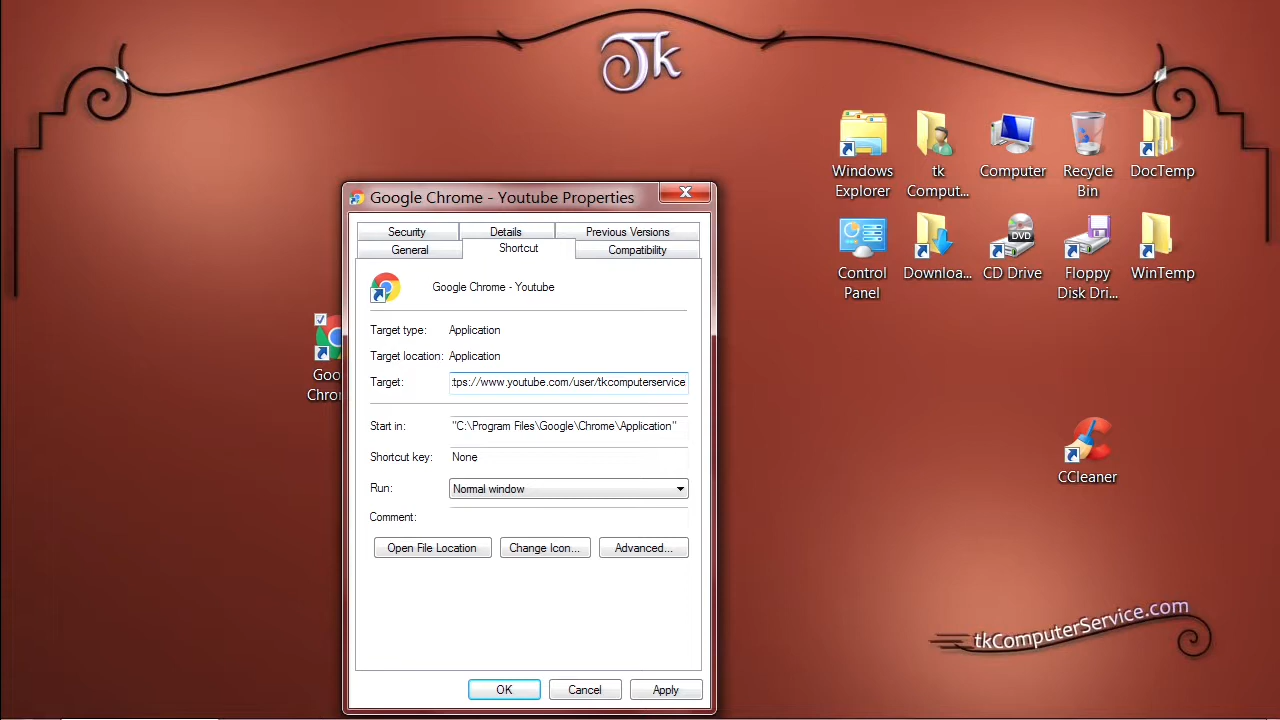 Tk
Windows
Explorer
tk
Comput...
Computer
Recycle
Bin
DocTemp
Control
Panel
Downloa...
DVD
CD Drive
Floppy
Disk Dri...
WinTemp
Goo
Chron
Google Chrome - Youtube Properties
Security
Details
Previous Versions
General
Shortcut
Compatibility
Google Chrome - Youtube
Target type: Application
Target location: Application
Target: tps://www.youtube.com/user/tkcomputerservice
Start in: "C:\Program Files\Google\Chrome\Application"
Shortcut key: None
Run: Normal window
Comment:
Open File Location
Change Icon...
Advanced...
OK
Cancel
Apply
CCleaner
tkComputerService.com